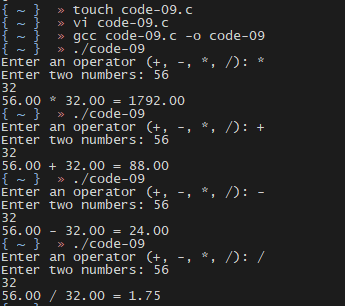 { ~ } » touch code-09.c
{ ~ } » vi code-09.c
{ ~ } » gcc code-09.c -o code-09
{ ~ } » ./code-09
Enter an operator (+, -, *, /): *
Enter two numbers: 56
32
56.00 * 32.00 = 1792.00
{ ~ } » ./code-09
Enter an operator (+, -, *, /): +
Enter two numbers: 56
32
56.00 + 32.00 = 88.00
{ ~ } » ./code-09
Enter an operator (+, -, *, /): -
Enter two numbers: 56
32
56.00 - 32.00 = 24.00
{ ~ } » ./code-09
Enter an operator (+, -, *, /): /
Enter two numbers: 56
32
56.00 / 32.00 = 1.75